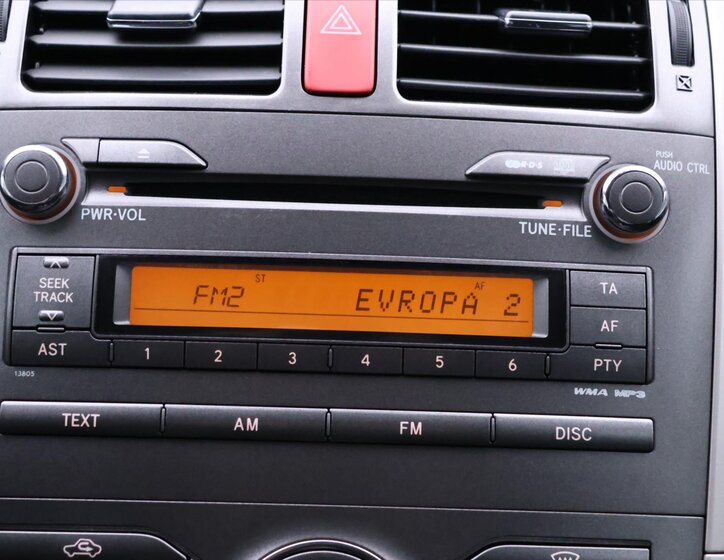 R·D·S
PUSH
AUDIO CTRL
PWR·VOL
TUNE·FILE
SEEK
TRACK
ST
AF
FM2 EVROPA 2
TA
AF
AST 1 2 3 4 5 6 PTY
13805
WMA MP3
TEXT AM FM DISC